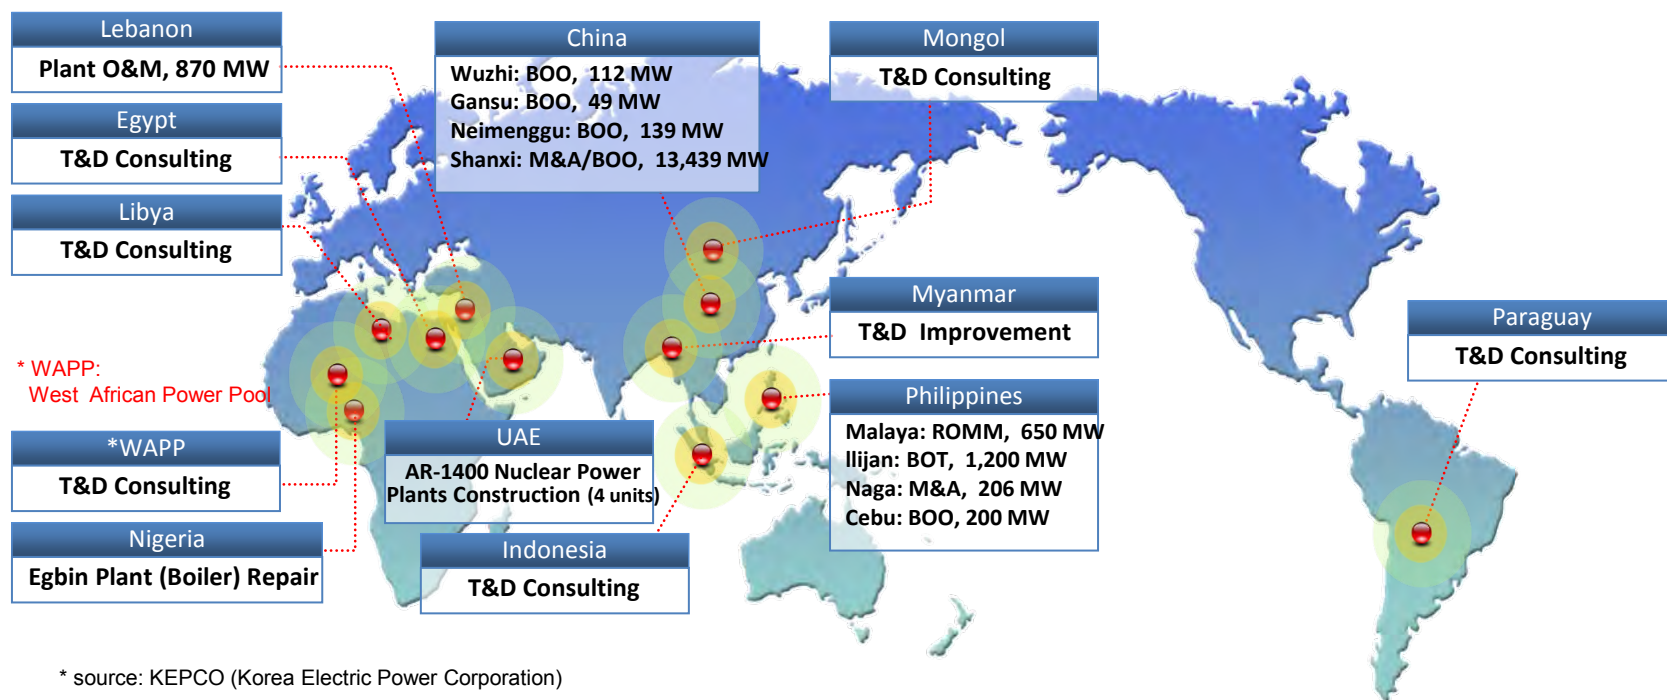 Lebanon
Plant O&M, 870 MW
Egypt
T&D Consulting
Libya
T&D Consulting
* WAPP:
West African Power Pool
*WAPP
T&D Consulting
Nigeria
Egbin Plant (Boiler) Repair
China
Wuzhi: BOO, 112 MW
Gansu: BOO, 49 MW
Neimenggu: BOO, 139 MW
Shanxi: M&A/BOO, 13,439 MW
UAE
AR-1400 Nuclear Power
Plants Construction (4 units)
Indonesia
T&D Consulting
Mongol
T&D Consulting
Myanmar
T&D Improvement
Philippines
Malaya: ROMM, 650 MW
llijan: BOT, 1,200 MW
Naga: M&A, 206 MW
Cebu: BOO, 200 MW
Paraguay
T&D Consulting
* source: KEPCO (Korea Electric Power Corporation)